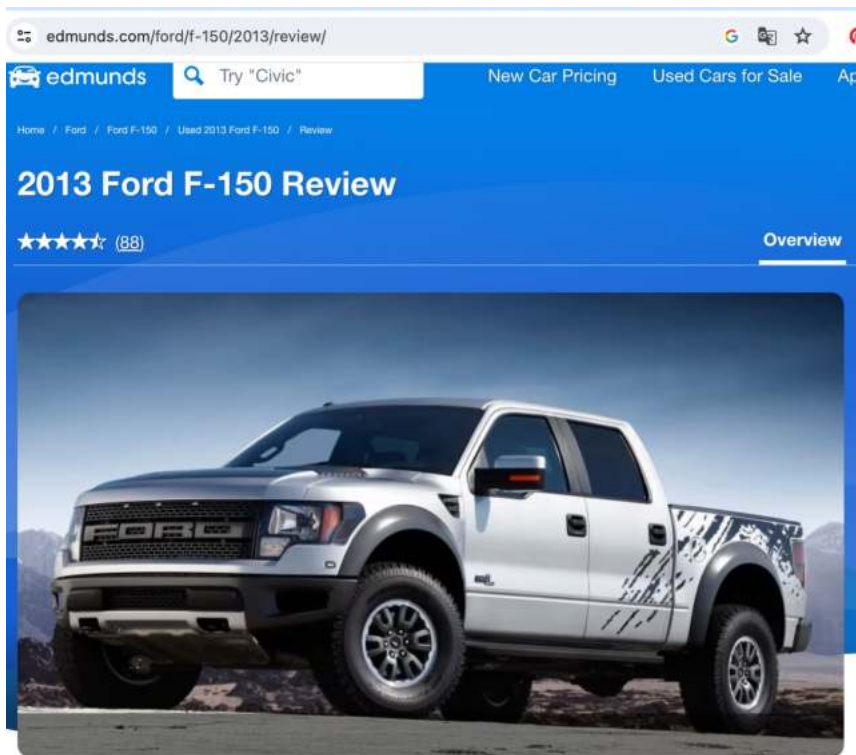 edmunds.com/ford/f-150/2013/review/
edmunds Try "Civic" New Car Pricing Used Cars for Sale Ap
Home / Ford / Ford F-150 / Used 2013 Ford F-150 / Review
2013 Ford F-150 Review
(88) Overview
FORD